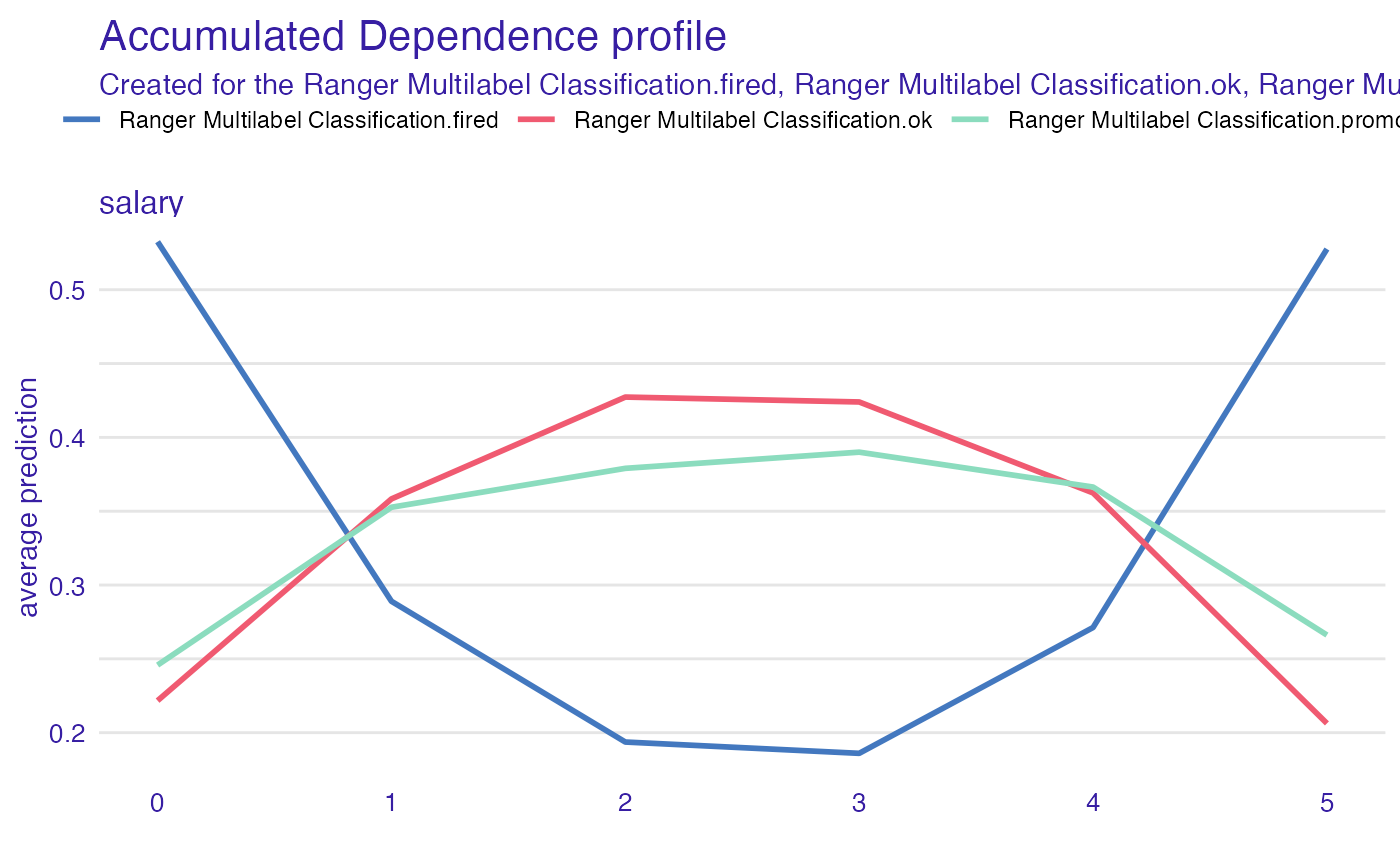 Accumulated Dependence profile
Created for the Ranger Multilabel Classification.fired, Ranger Multilabel Classification.ok, Ranger Mu
Ranger Multilabel Classification.fired Ranger Multilabel Classification.ok Ranger Multilabel Classification.promo
salary
0.5
0.4
0.3
0.2
average prediction
0 1 2 3 4 5